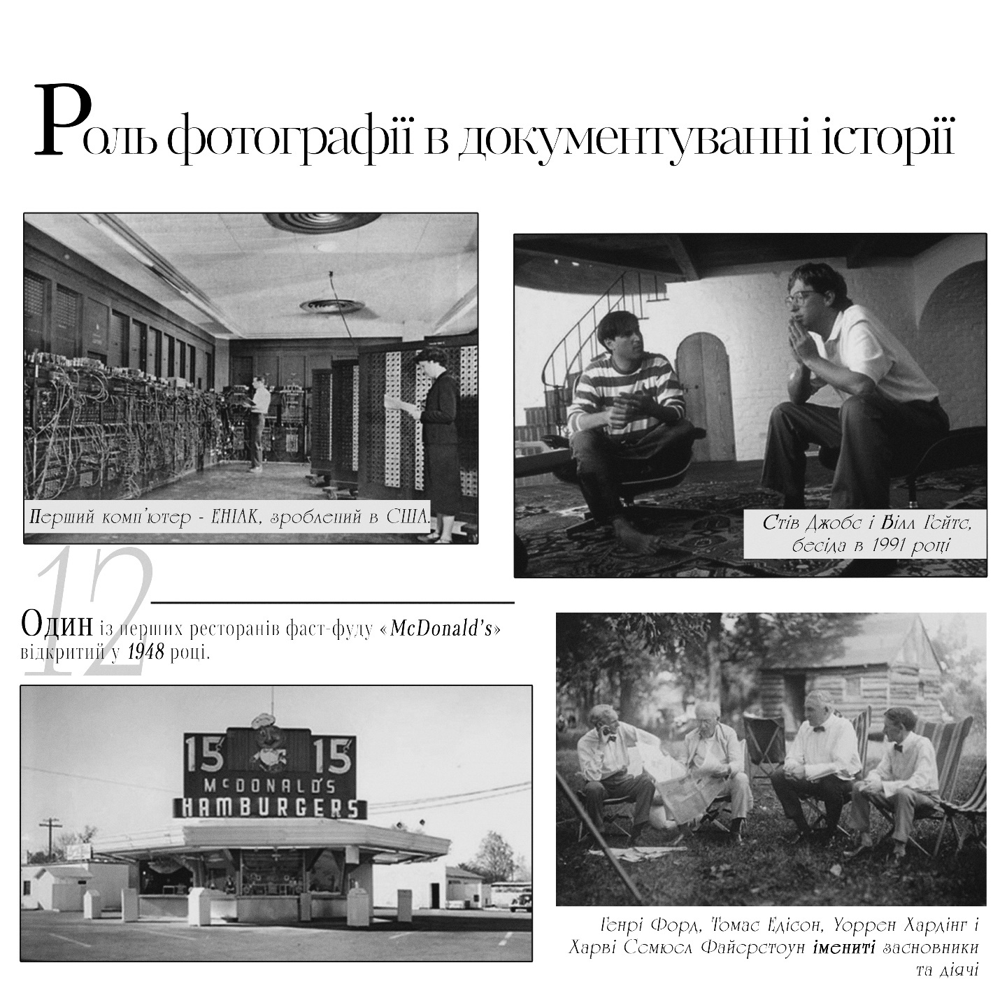 Роль фотографії в документуванні історії
Перший комп'ютер - ЕНІАК, зроблений в США.
Стів Джобс і Білл Гейтс,
бесіда в 1991 році
12
Один із перших ресторанів фаст-фуду «McDonald's»
відкритий у 1948 році.
15¢ 15¢
McDONALD'S
HAMBURGERS
Генрі Форд, Томас Едісон, Уоррен Хардінг і
Харві Семюел Файерстоун імениті засновники
та діячі